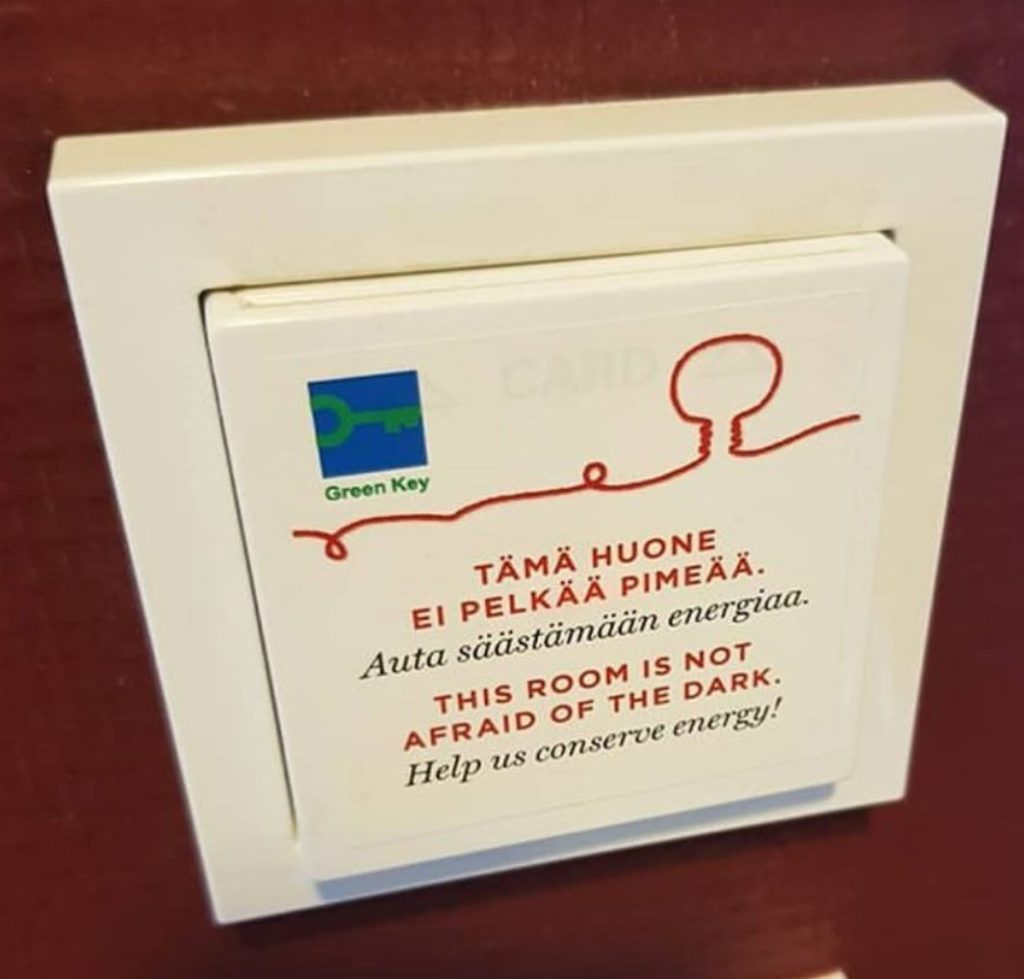 CARD
Green Key
TÄMÄ HUONE
EI PELKÄÄ PIMEÄÄ.
Auta säästämään energiaa.
THIS ROOM IS NOT
AFRAID OF THE DARK.
Help us conserve energy!